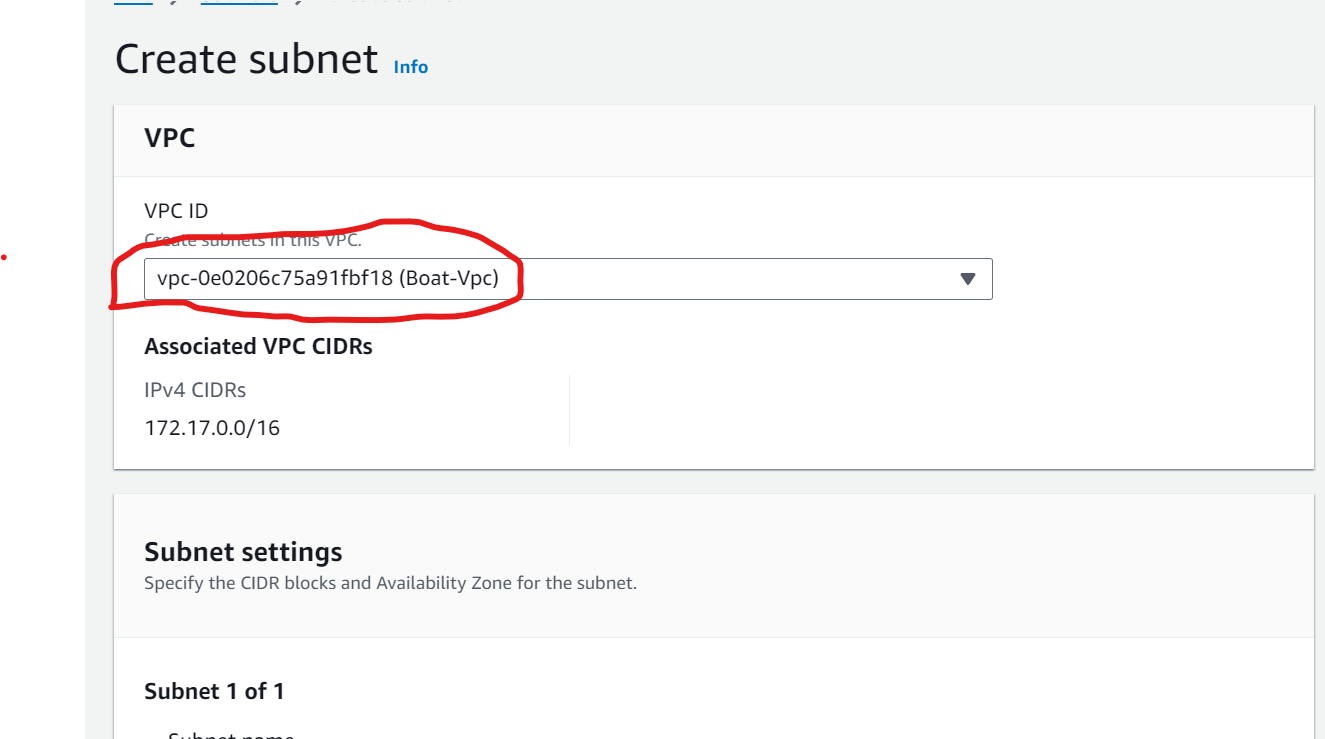 Create subnet Info
VPC
VPC ID
Create subnets in this VPC.
vpc-0e0206c75a91fbf18 (Boat-Vpc)
Associated VPC CIDRs
IPv4 CIDRs
172.17.0.0/16
Subnet settings
Specify the CIDR blocks and Availability Zone for the subnet.
Subnet 1 of 1
Subnet name